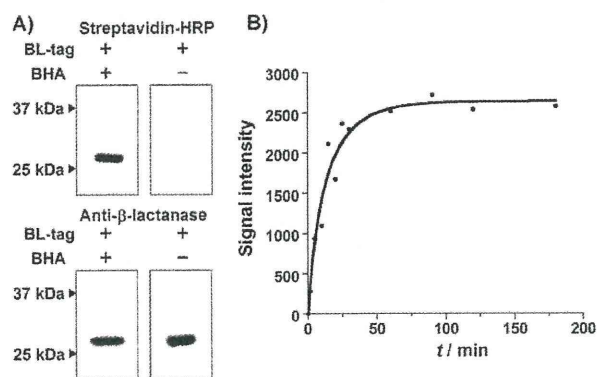 A)
Streptavidin-HRP
BL-tag + +
BHA + –
37 kDa
25 kDa
Anti-β-lactanase
BL-tag + +
BHA + –
37 kDa
25 kDa
B)
Signal intensity
3000
2500
2000
1500
1000
500
0
0 50 100 150 200
t / min